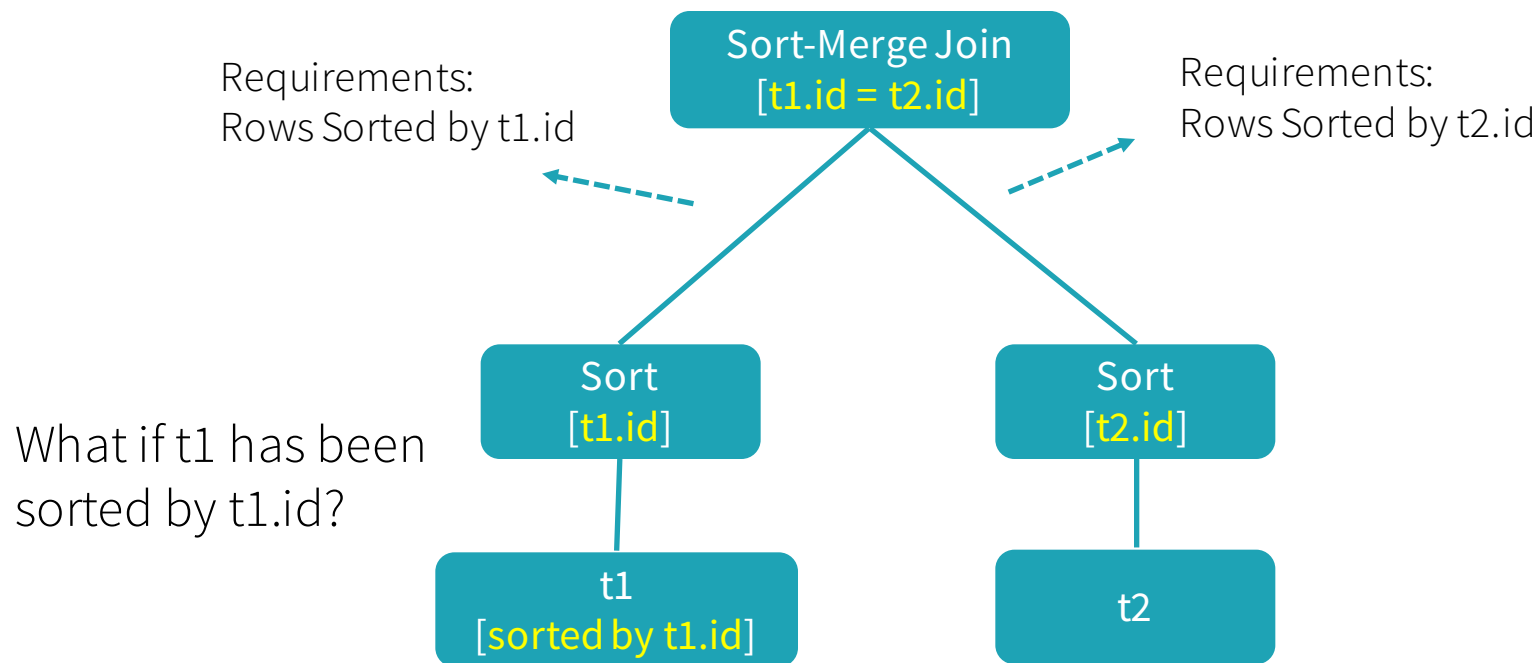 Sort-Merge Join
[t1.id = t2.id]
Requirements:
Rows Sorted by t1.id
Requirements:
Rows Sorted by t2.id
Sort
[t1.id]
Sort
[t2.id]
What if t1 has been
sorted by t1.id?
t1
[sorted by t1.id]
t2